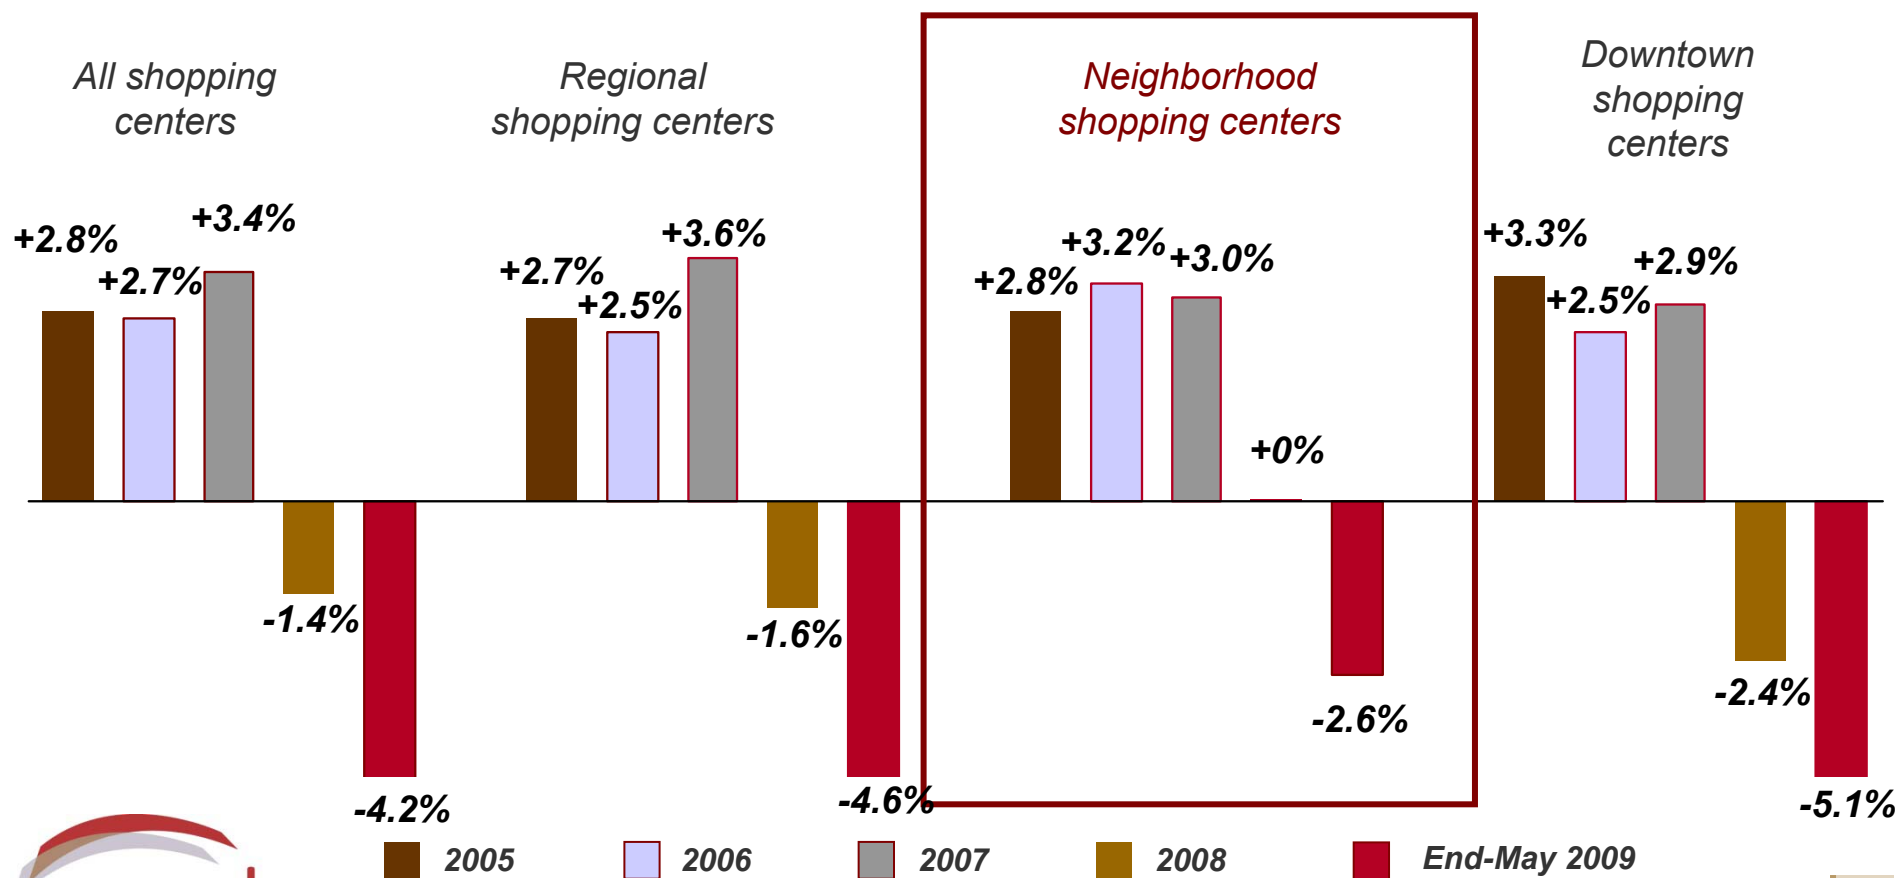 All shopping
centers
Regional
shopping centers
Neighborhood
shopping centers
Downtown
shopping
centers
+2.8%
+2.7%
+3.4%
-1.4%
-4.2%
+2.7%
+2.5%
+3.6%
-1.6%
-4.6%
+2.8%
+3.2%
+3.0%
+0%
-2.6%
+3.3%
+2.5%
+2.9%
-2.4%
-5.1%
2005
2006
2007
2008
End-May 2009